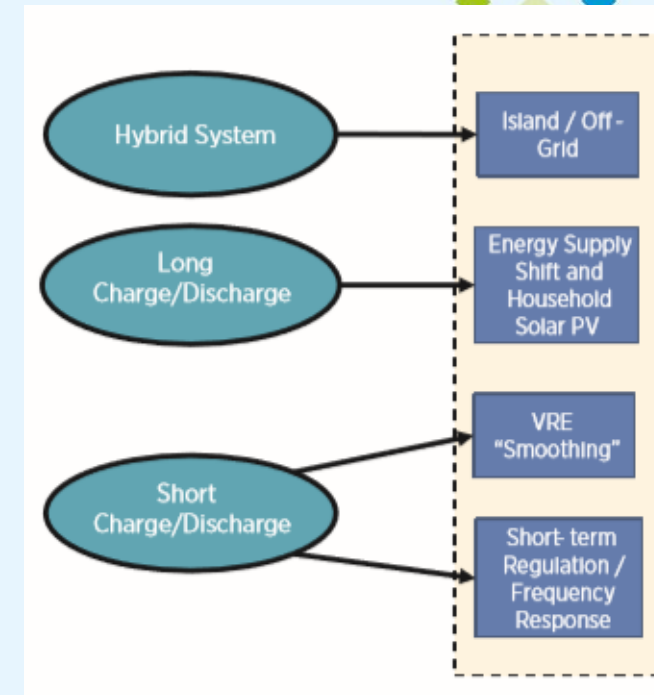 Hybrid System
Island / Off -
Grid
Long
Charge/Discharge
Energy Supply
Shift and
Household
Solar PV
Short
Charge/Discharge
VRE
“Smoothing”
Short- term
Regulation /
Frequency
Response